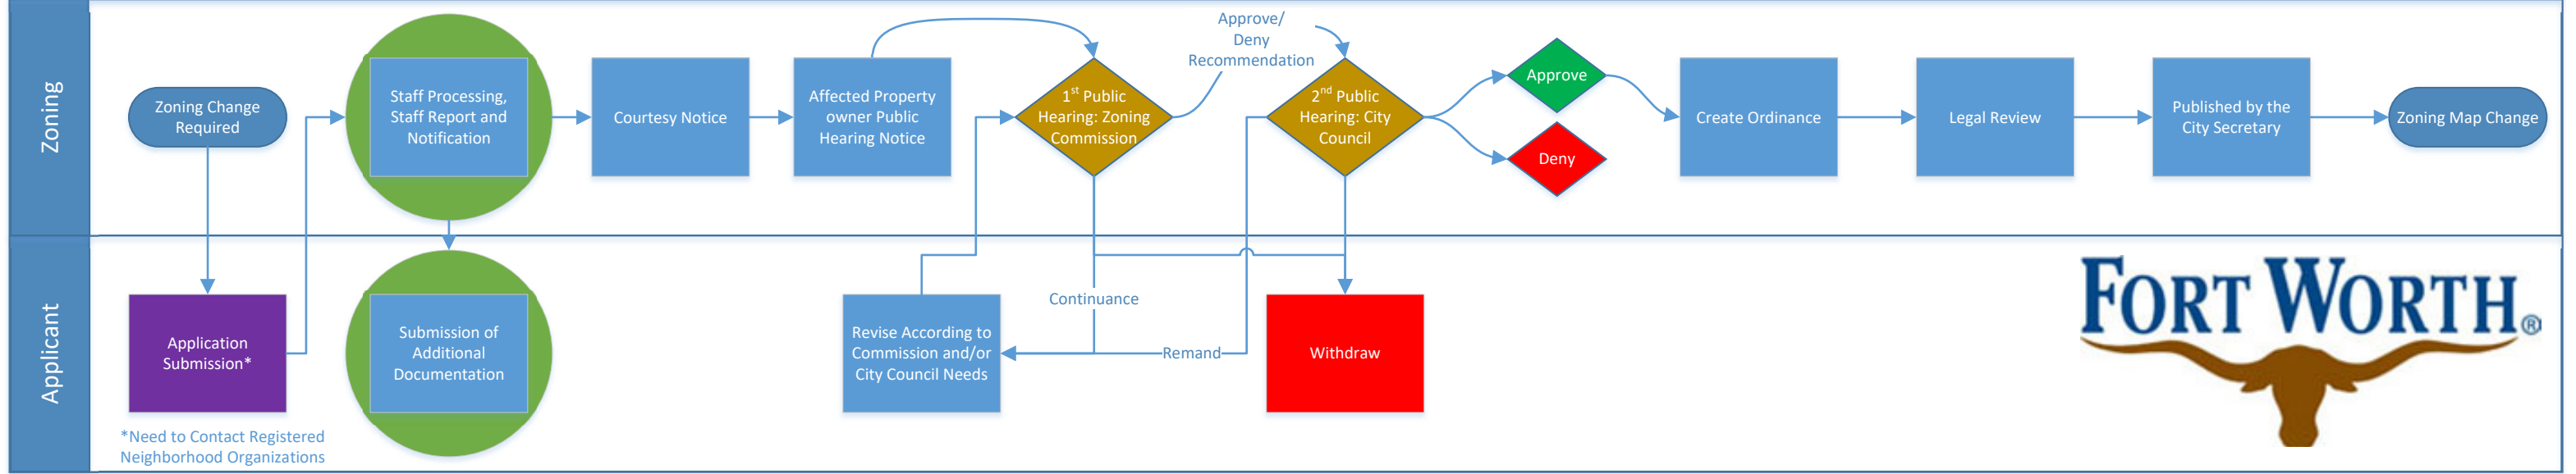 Zoning
Zoning Change
Required
Staff Processing,
Staff Report and
Notification
Courtesy Notice
Affected Property
owner Public
Hearing Notice
1st Public
Hearing: Zoning
Commission
Approve/
Deny
Recommendation
2nd Public
Hearing: City
Council
Approve
Deny
Create Ordinance
Legal Review
Published by the
City Secretary
Zoning Map Change
Applicant
Application
Submission*
*Need to Contact Registered
Neighborhood Organizations
Submission of
Additional
Documentation
Revise According to
Commission and/or
City Council Needs
Continuance
Remand
Withdraw
FORT WORTH®